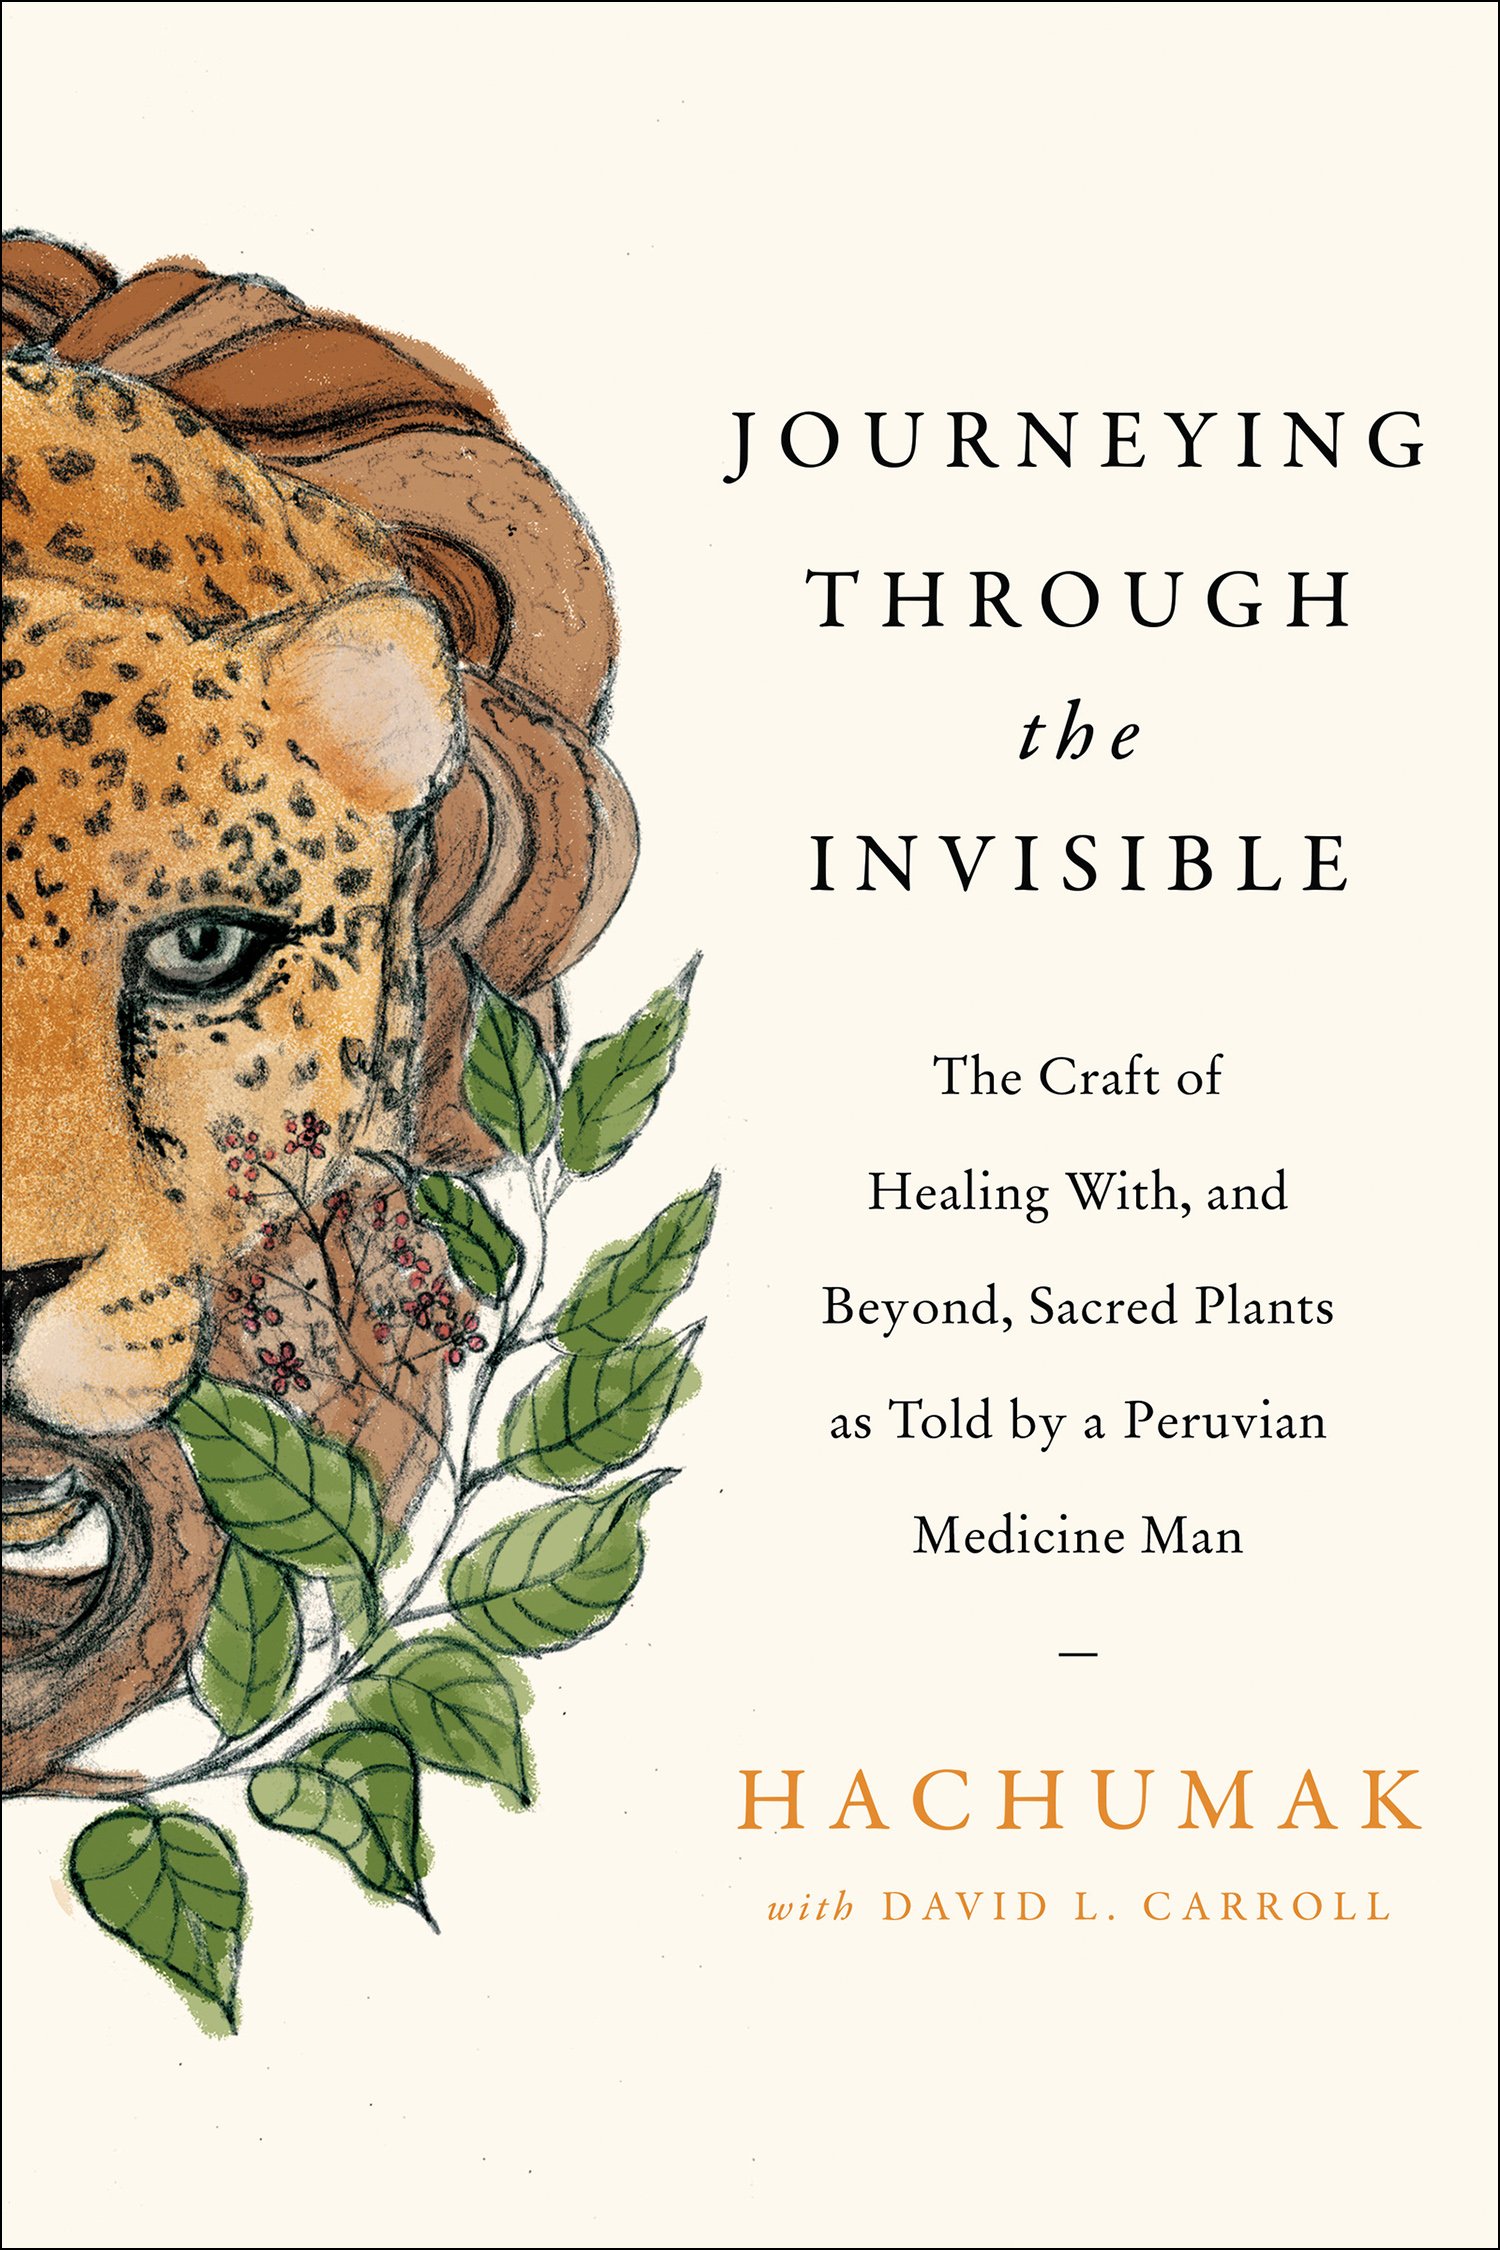 JOURNEYING
THROUGH
the
INVISIBLE
The Craft of
Healing With, and
Beyond, Sacred Plants
as Told by a Peruvian
Medicine Man
—
HACHUMAK
with DAVID L. CARROLL